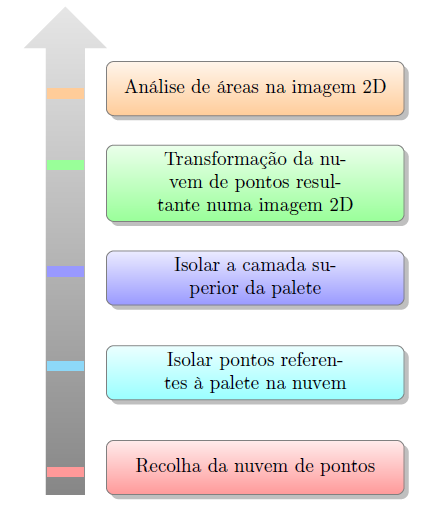 Análise de áreas na imagem 2D
Transformação da nu-
vem de pontos resul-
tante numa imagem 2D
Isolar a camada su-
perior da palete
Isolar pontos referen-
tes à palete na nuvem
Recolha da nuvem de pontos